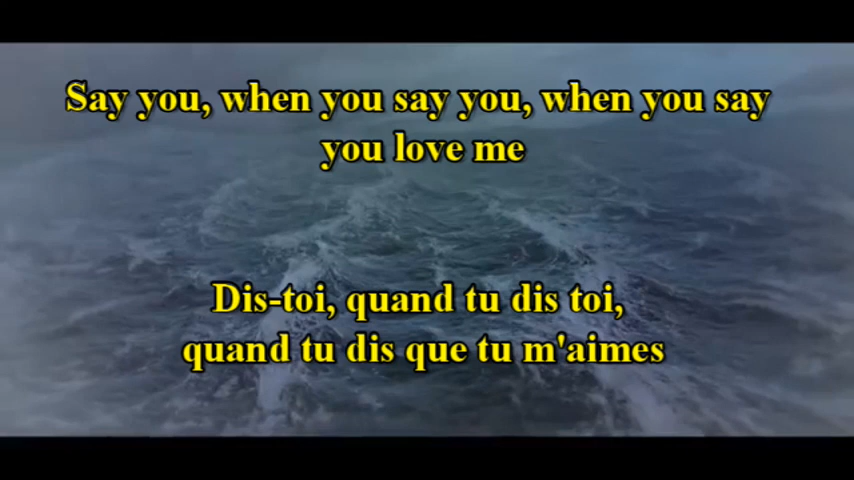 Say you, when you say you, when you say
you love me
Dis-toi, quand tu dis toi,
quand tu dis que tu m'aimes